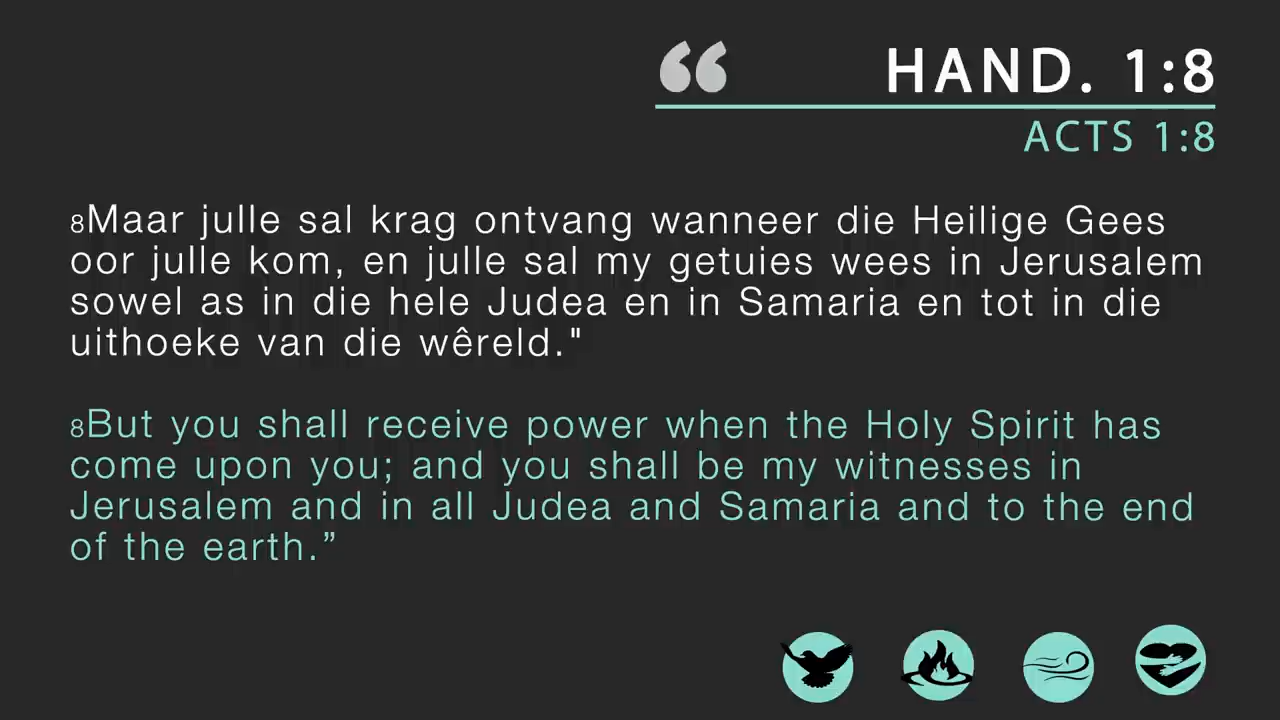 “ HAND. 1:8
ACTS 1:8
8Maar julle sal krag ontvang wanneer die Heilige Gees
oor julle kom, en julle sal my getuies wees in Jerusalem
sowel as in die hele Judea en in Samaria en tot in die
uithoeke van die wêreld."
8But you shall receive power when the Holy Spirit has
come upon you; and you shall be my witnesses in
Jerusalem and in all Judea and Samaria and to the end
of the earth.”